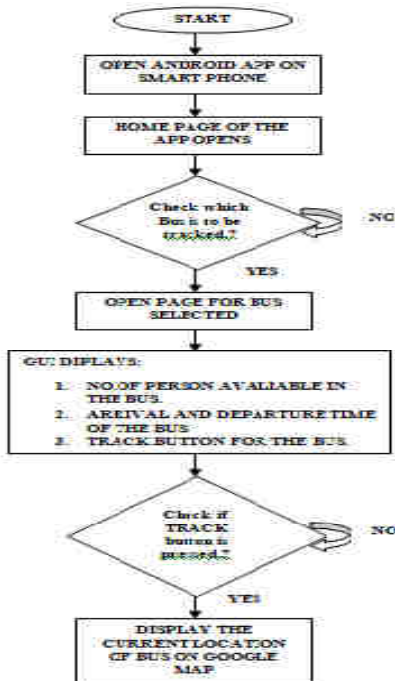 START
OPEN ANDROID APP ON
SMART PHONE
HOME PAGE OF THE
APP OPENS
Check which
Bus is to be
tracked.?
NO
YES
OPEN PAGE FOR BUS
SELECTED
GUI DISPLAYS:
1. NO.OF PERSON AVALIABLE IN
THE BUS.
2. ARRIVAL AND DEPARTURE TIME
OF THE BUS
3. TRACK BUTTON FOR THE BUS.
Check if
TRACK
button is
pressed.?
NO
YES
DISPLAY THE
CURRENT LOCATION
OF BUS ON GOOGLE
MAP